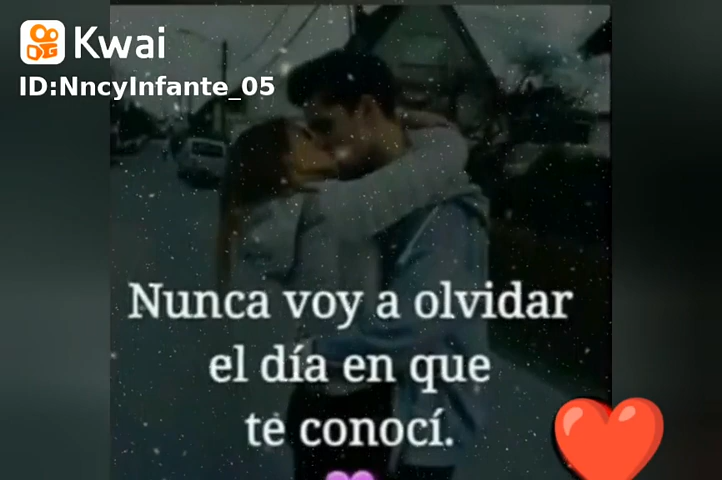 Kwai
ID:NncyInfante_05
Nunca voy a olvidar
el día en que
te conocí.